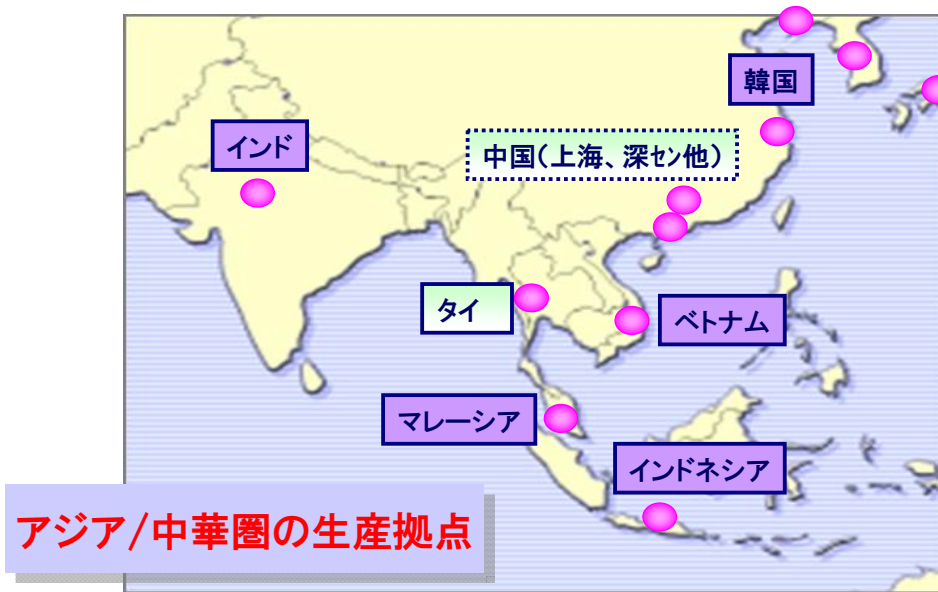 韓国
インド
中国(上海、深セン他)
タイ
ベトナム
マレーシア
インドネシア
アジア/中華圏の生産拠点